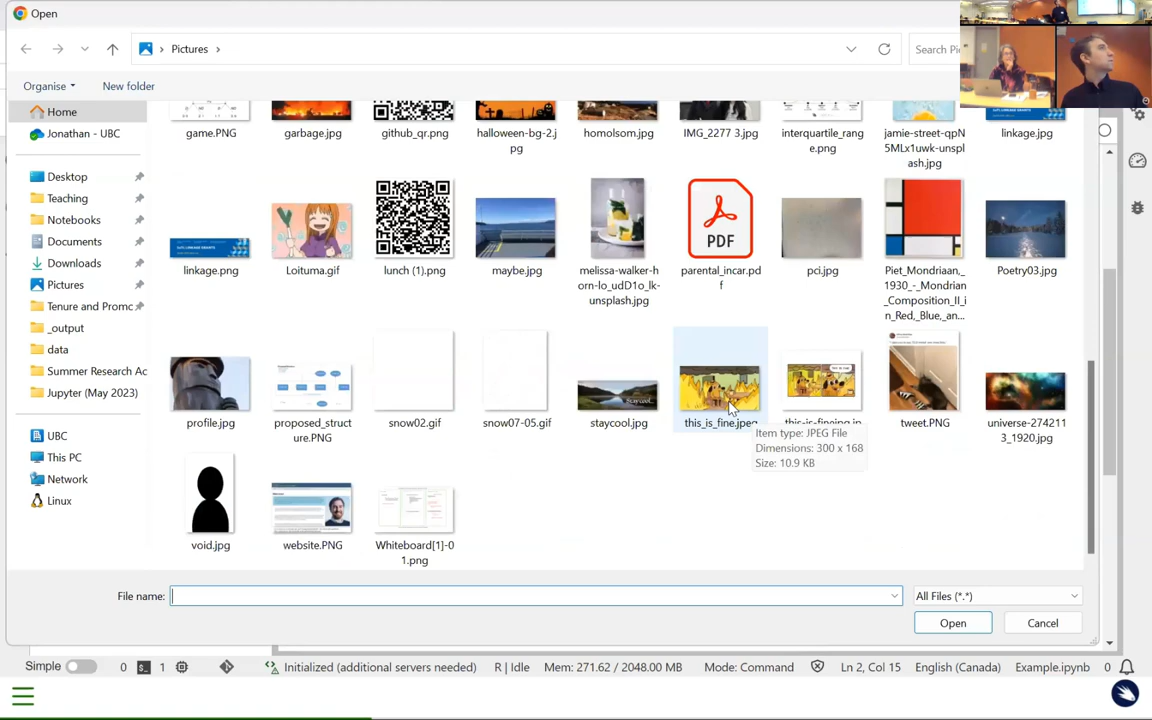 Open
Pictures
Search Pi
Organise
New folder
Home
Jonathan - UBC
Desktop
Teaching
Notebooks
Documents
Downloads
Pictures
Tenure and Promc
_output
data
Summer Research Ac
Jupyter (May 2023)
UBC
This PC
Network
Linux
game.PNG
garbage.jpg
github_qr.png
halloween-bg-2.j
pg
homolsom.jpg
IMG_2277 3.jpg
interquartile_rang
e.png
jamie-street-qpN
5MLx1uwk-unspl
ash.jpg
linkage.jpg
linkage.png
Loituma.gif
lunch (1).png
maybe.jpg
melissa-walker-h
orn-lo_udD1o_lk-
unsplash.jpg
PDF
parental_incar.pd
f
pci.jpg
Piet_Mondriaan,_
1930_-_Mondrian
_Composition_II_i
n_Red,_Blue,_an...
Poetry03.jpg
profile.jpg
proposed_struct
ure.PNG
snow02.gif
snow07-05.gif
Staycool...
staycool.jpg
this_is_fine.jpeg
this-is-fineing.jp
tweet.PNG
universe-274211
3_1920.jpg
Item type: JPEG File
Dimensions: 300 x 168
Size: 10.9 KB
void.jpg
website.PNG
Whiteboard[1]-0
1.png
File name:
All Files (*.*)
Open
Cancel
Simple
0
1
Initialized (additional servers needed)
R | Idle
Mem: 271.62 / 2048.00 MB
Mode: Command
Ln 2, Col 15
English (Canada)
Example.ipynb
0